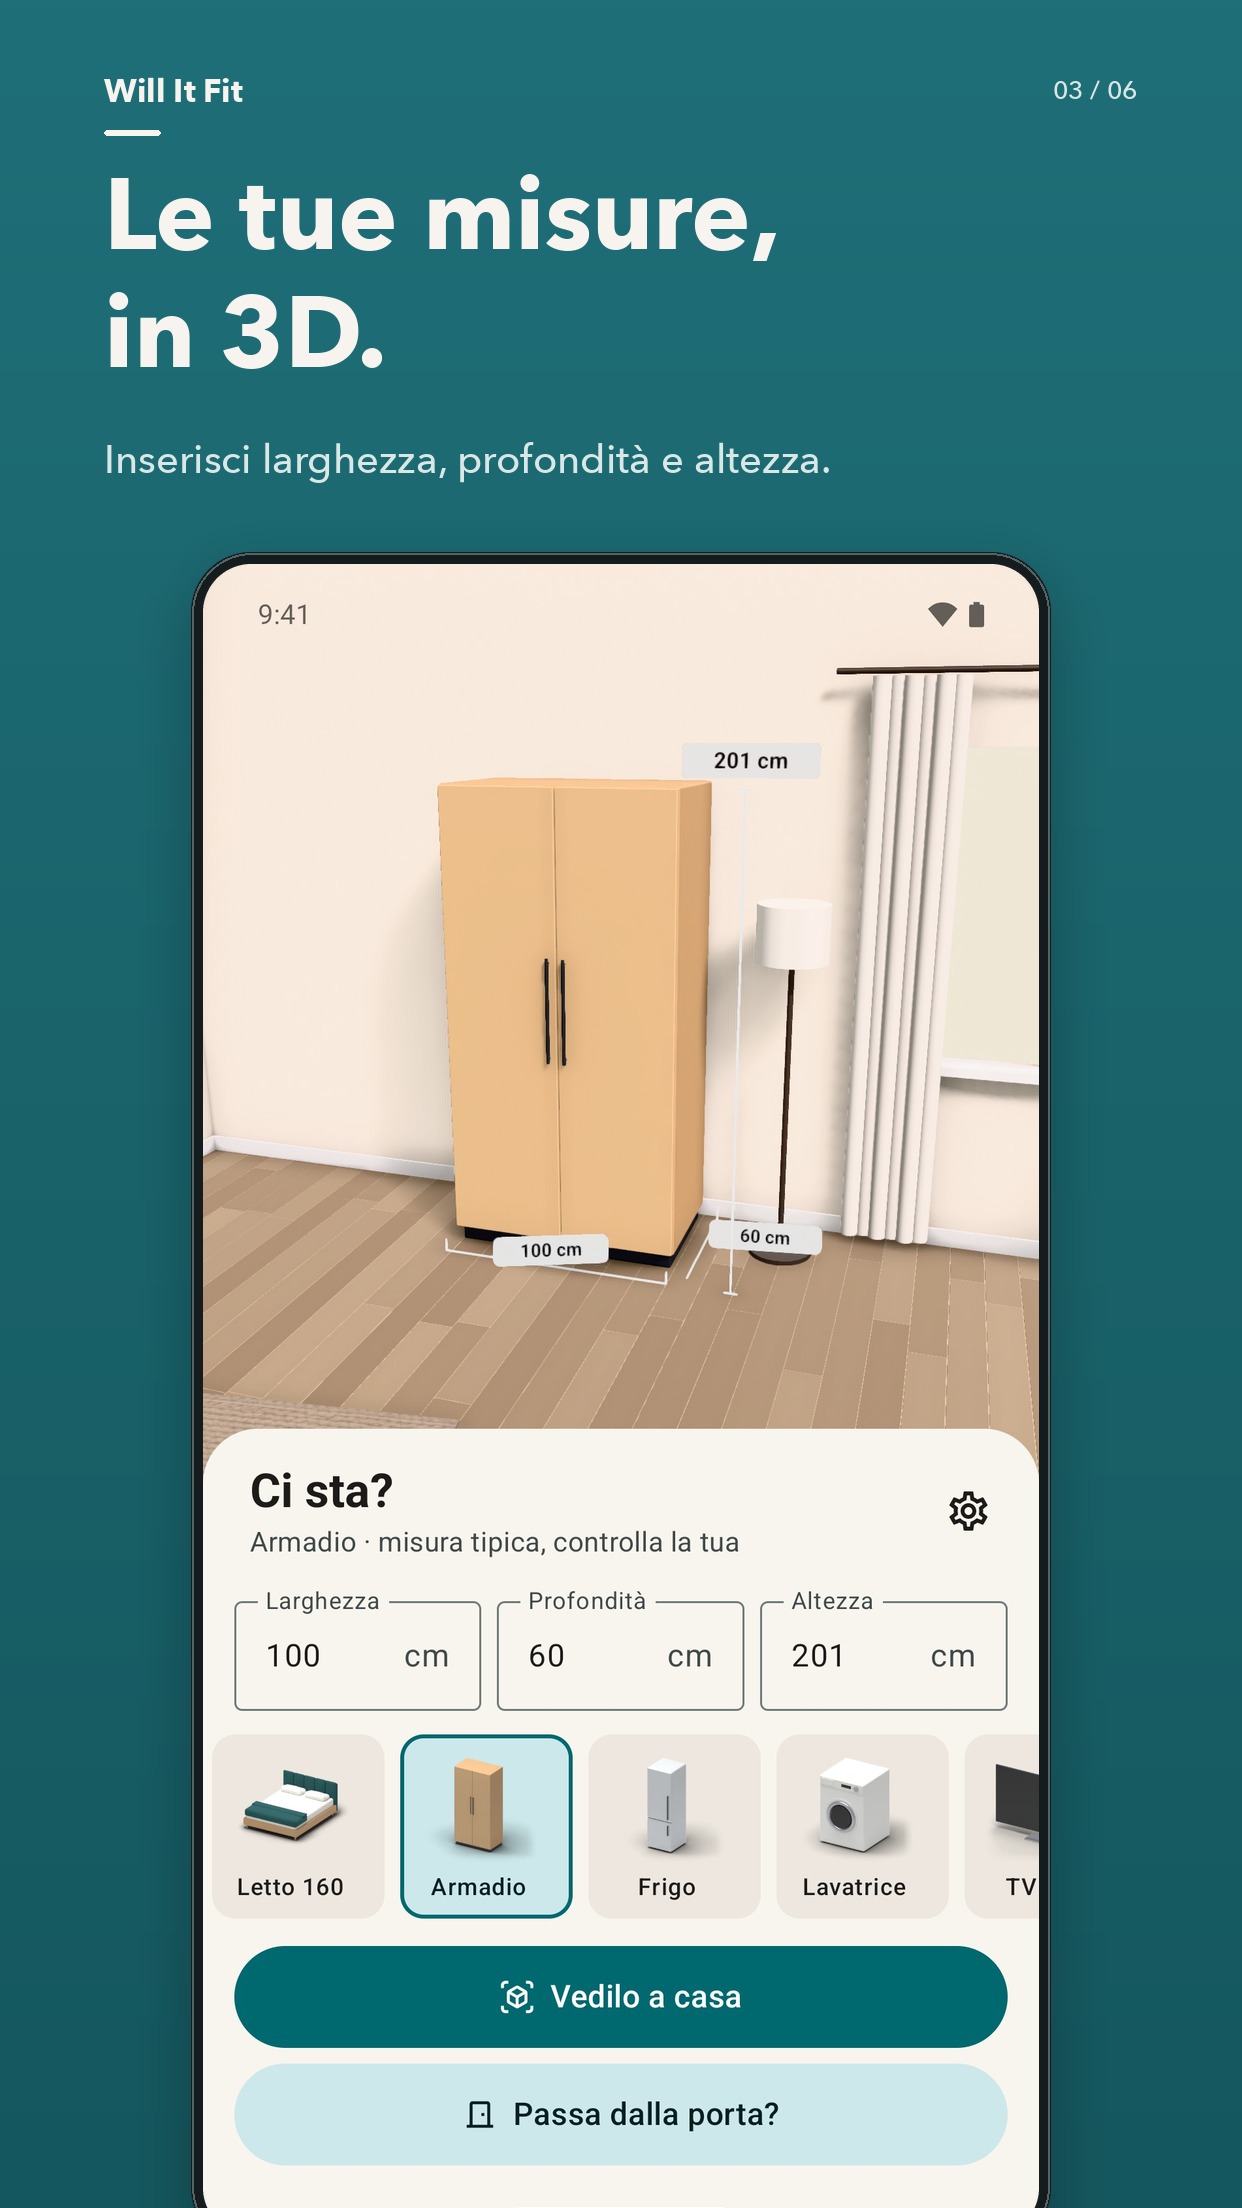 Will It Fit
03 / 06
Le tue misure,
in 3D.
Inserisci larghezza, profondità e altezza.
9:41
201 cm
60 cm
100 cm
Ci sta?
Armadio · misura tipica, controlla la tua
Larghezza
100 cm
Profondità
60 cm
Altezza
201 cm
Letto 160
Armadio
Frigo
Lavatrice
TV
Vedilo a casa
Passa dalla porta?